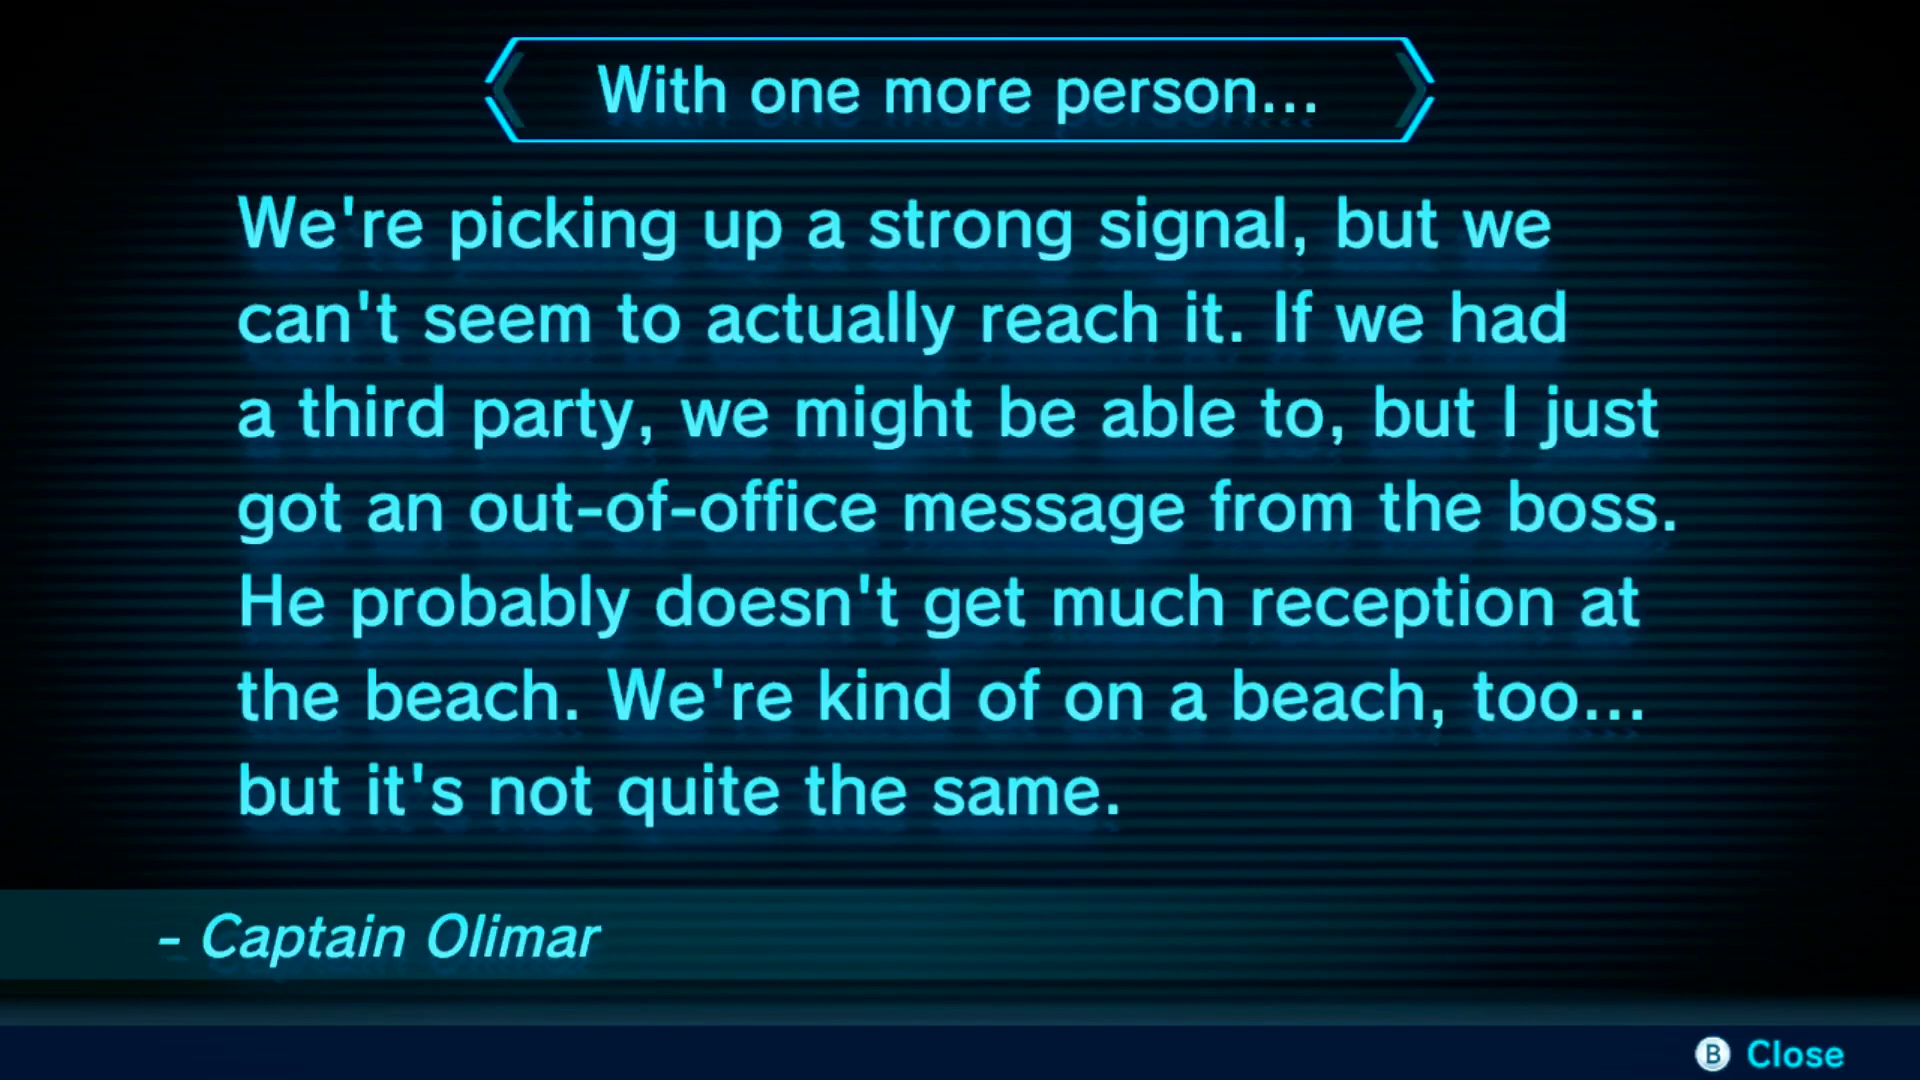 With one more person...
We're picking up a strong signal, but we
can't seem to actually reach it. If we had
a third party, we might be able to, but I just
got an out-of-office message from the boss.
He probably doesn't get much reception at
the beach. We're kind of on a beach, too...
but it's not quite the same.
- Captain Olimar
B Close